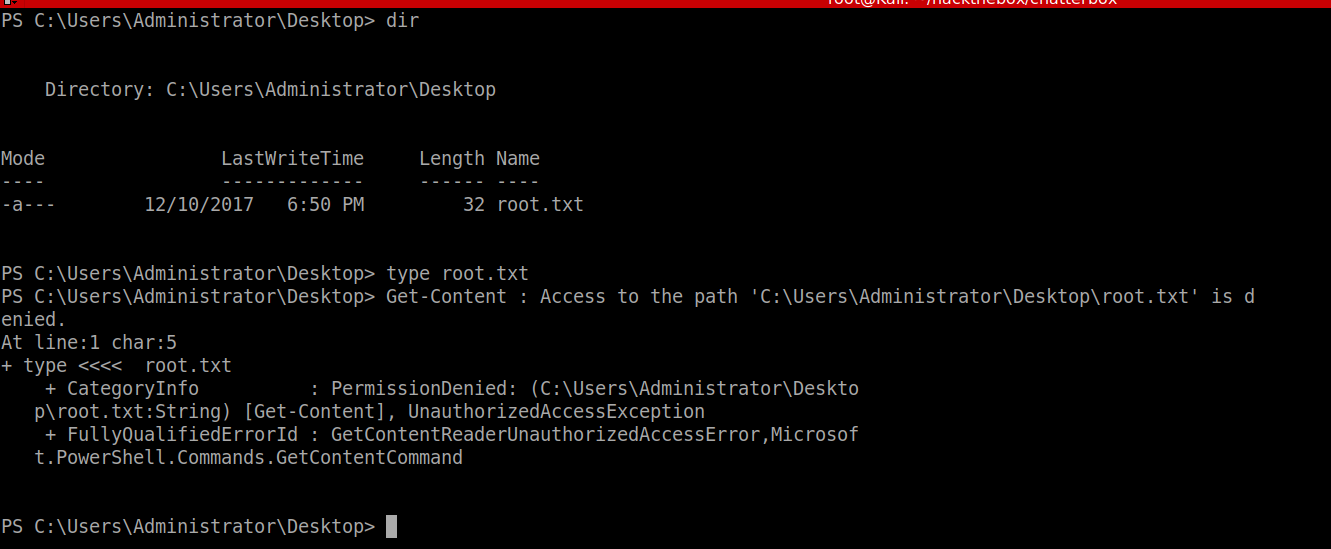 root@Kali: ~/hackthebox/chatterbox
PS C:\Users\Administrator\Desktop> dir
Directory: C:\Users\Administrator\Desktop
Mode LastWriteTime Length Name
---- ------------- ------ ----
-a--- 12/10/2017 6:50 PM 32 root.txt
PS C:\Users\Administrator\Desktop> type root.txt
PS C:\Users\Administrator\Desktop> Get-Content : Access to the path 'C:\Users\Administrator\Desktop\root.txt' is d
enied.
At line:1 char:5
+ type <<<<  root.txt
    + CategoryInfo          : PermissionDenied: (C:\Users\Administrator\Deskto
   p\root.txt:String) [Get-Content], UnauthorizedAccessException
    + FullyQualifiedErrorId : GetContentReaderUnauthorizedAccessError,Microsof
   t.PowerShell.Commands.GetContentCommand
PS C:\Users\Administrator\Desktop>